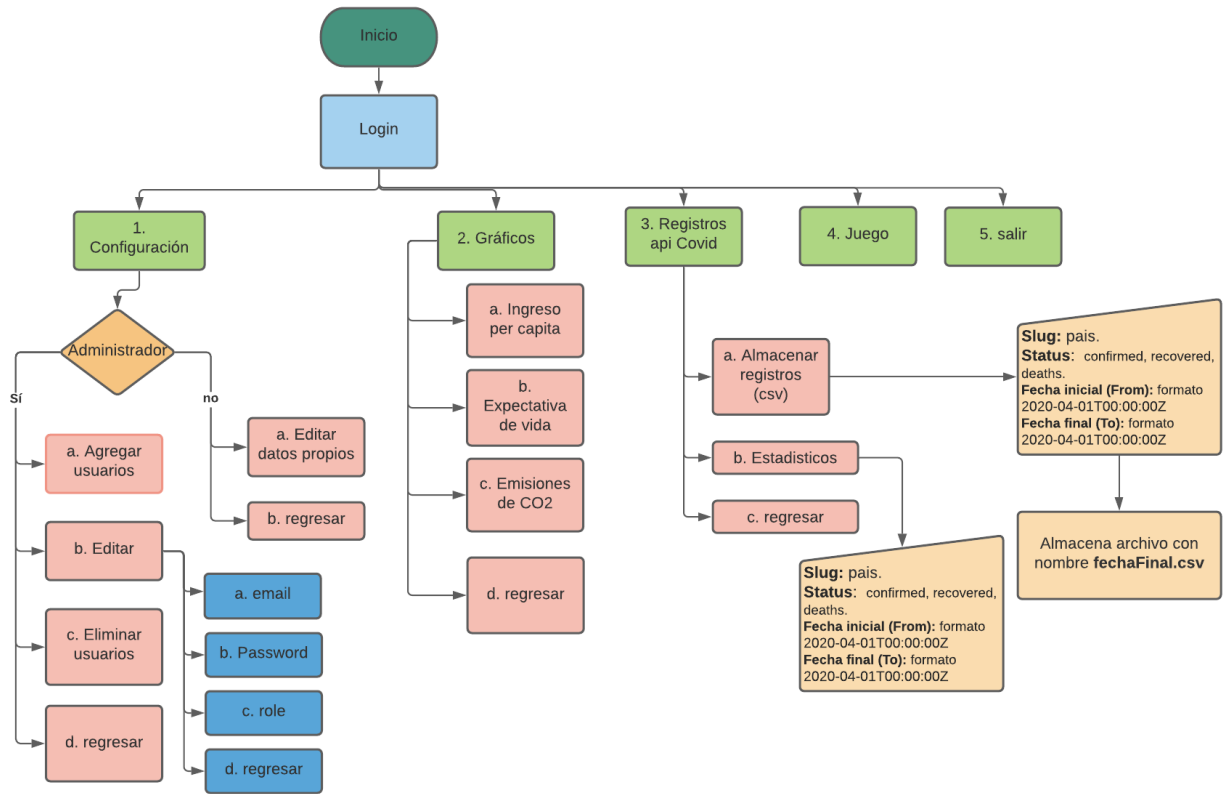 Inicio
Login
1.
Configuración
2. Gráficos
3. Registros
api Covid
4. Juego
5. salir
Administrador
Sí
no
a. Agregar
usuarios
b. Editar
c. Eliminar
usuarios
d. regresar
a. Editar
datos propios
b. regresar
a. email
b. Password
c. role
d. regresar
a. Ingreso
per capita
b.
Expectativa
de vida
c. Emisiones
de CO2
d. regresar
a. Almacenar
registros
(csv)
b. Estadisticos
c. regresar
Slug: pais.
Status: confirmed, recovered,
deaths.
Fecha inicial (From): formato
2020-04-01T00:00:00Z
Fecha final (To): formato
2020-04-01T00:00:00Z
Slug: pais.
Status: confirmed, recovered,
deaths.
Fecha inicial (From): formato
2020-04-01T00:00:00Z
Fecha final (To): formato
2020-04-01T00:00:00Z
Almacena archivo con
nombre fechaFinal.csv